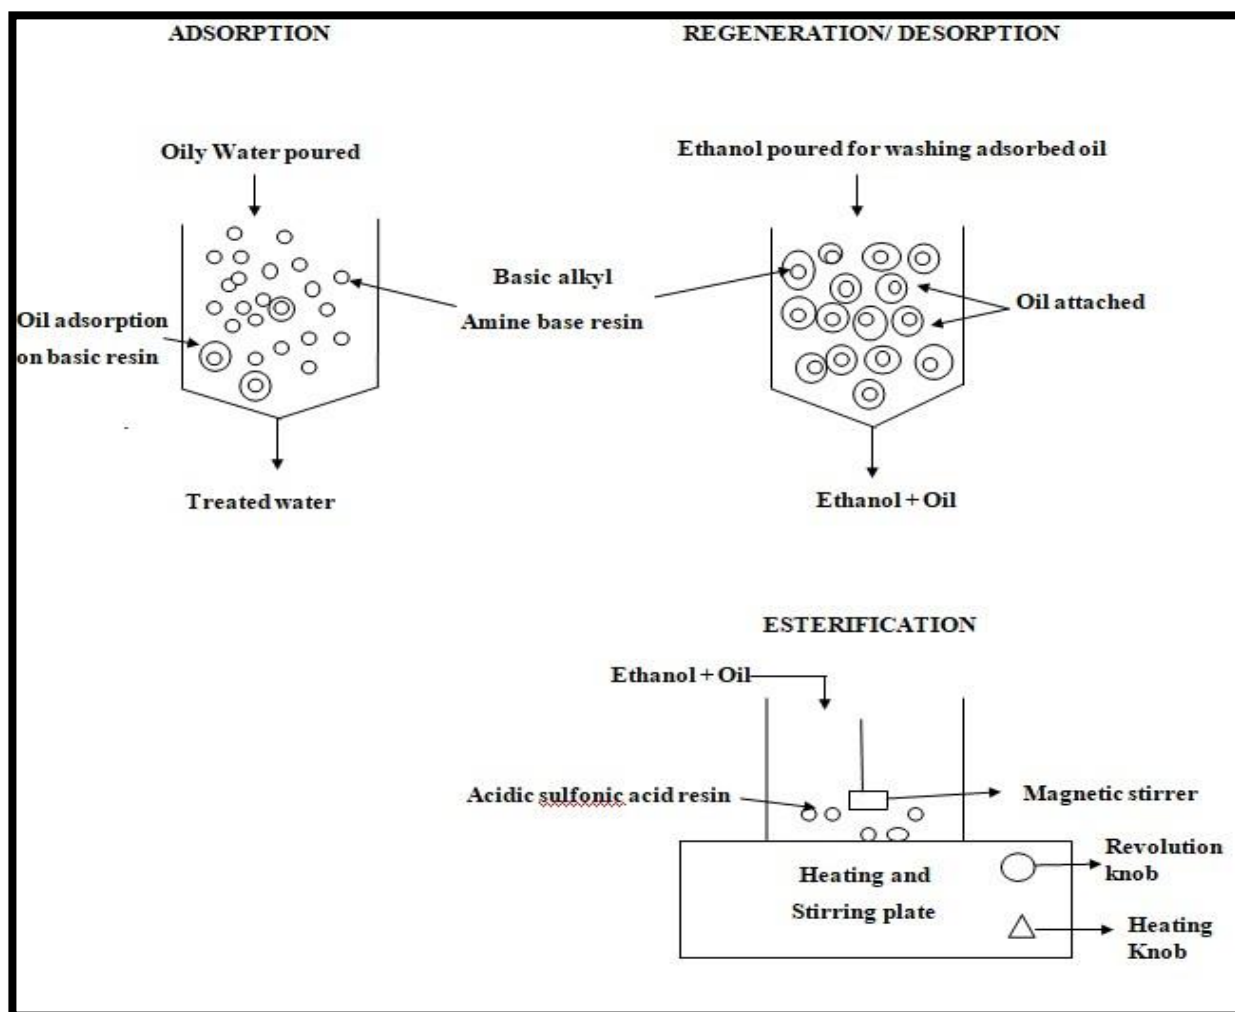 ADSORPTION
REGENERATION/ DESORPTION
Oily Water poured
Ethanol poured for washing adsorbed oil
Basic alkyl
Amine base resin
Oil attached
Oil adsorption
on basic resin
Treated water
Ethanol + Oil
ESTERIFICATION
Ethanol + Oil
Acidic sulfonic acid resin
Magnetic stirrer
Revolution
knob
Heating and
Stirring plate
Heating
Knob